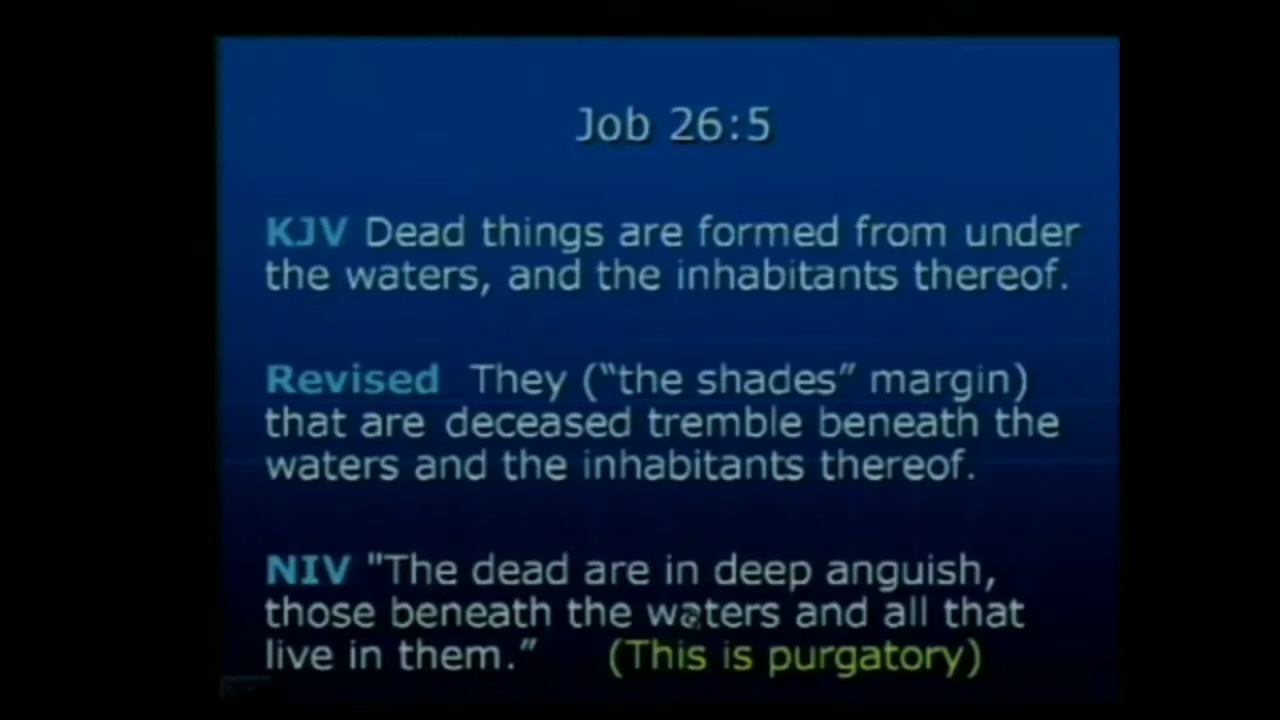 Job 26:5
KJV Dead things are formed from under
the waters, and the inhabitants thereof.
Revised They (“the shades” margin)
that are deceased tremble beneath the
waters and the inhabitants thereof.
NIV "The dead are in deep anguish,
those beneath the waters and all that
live in them.” (This is purgatory)